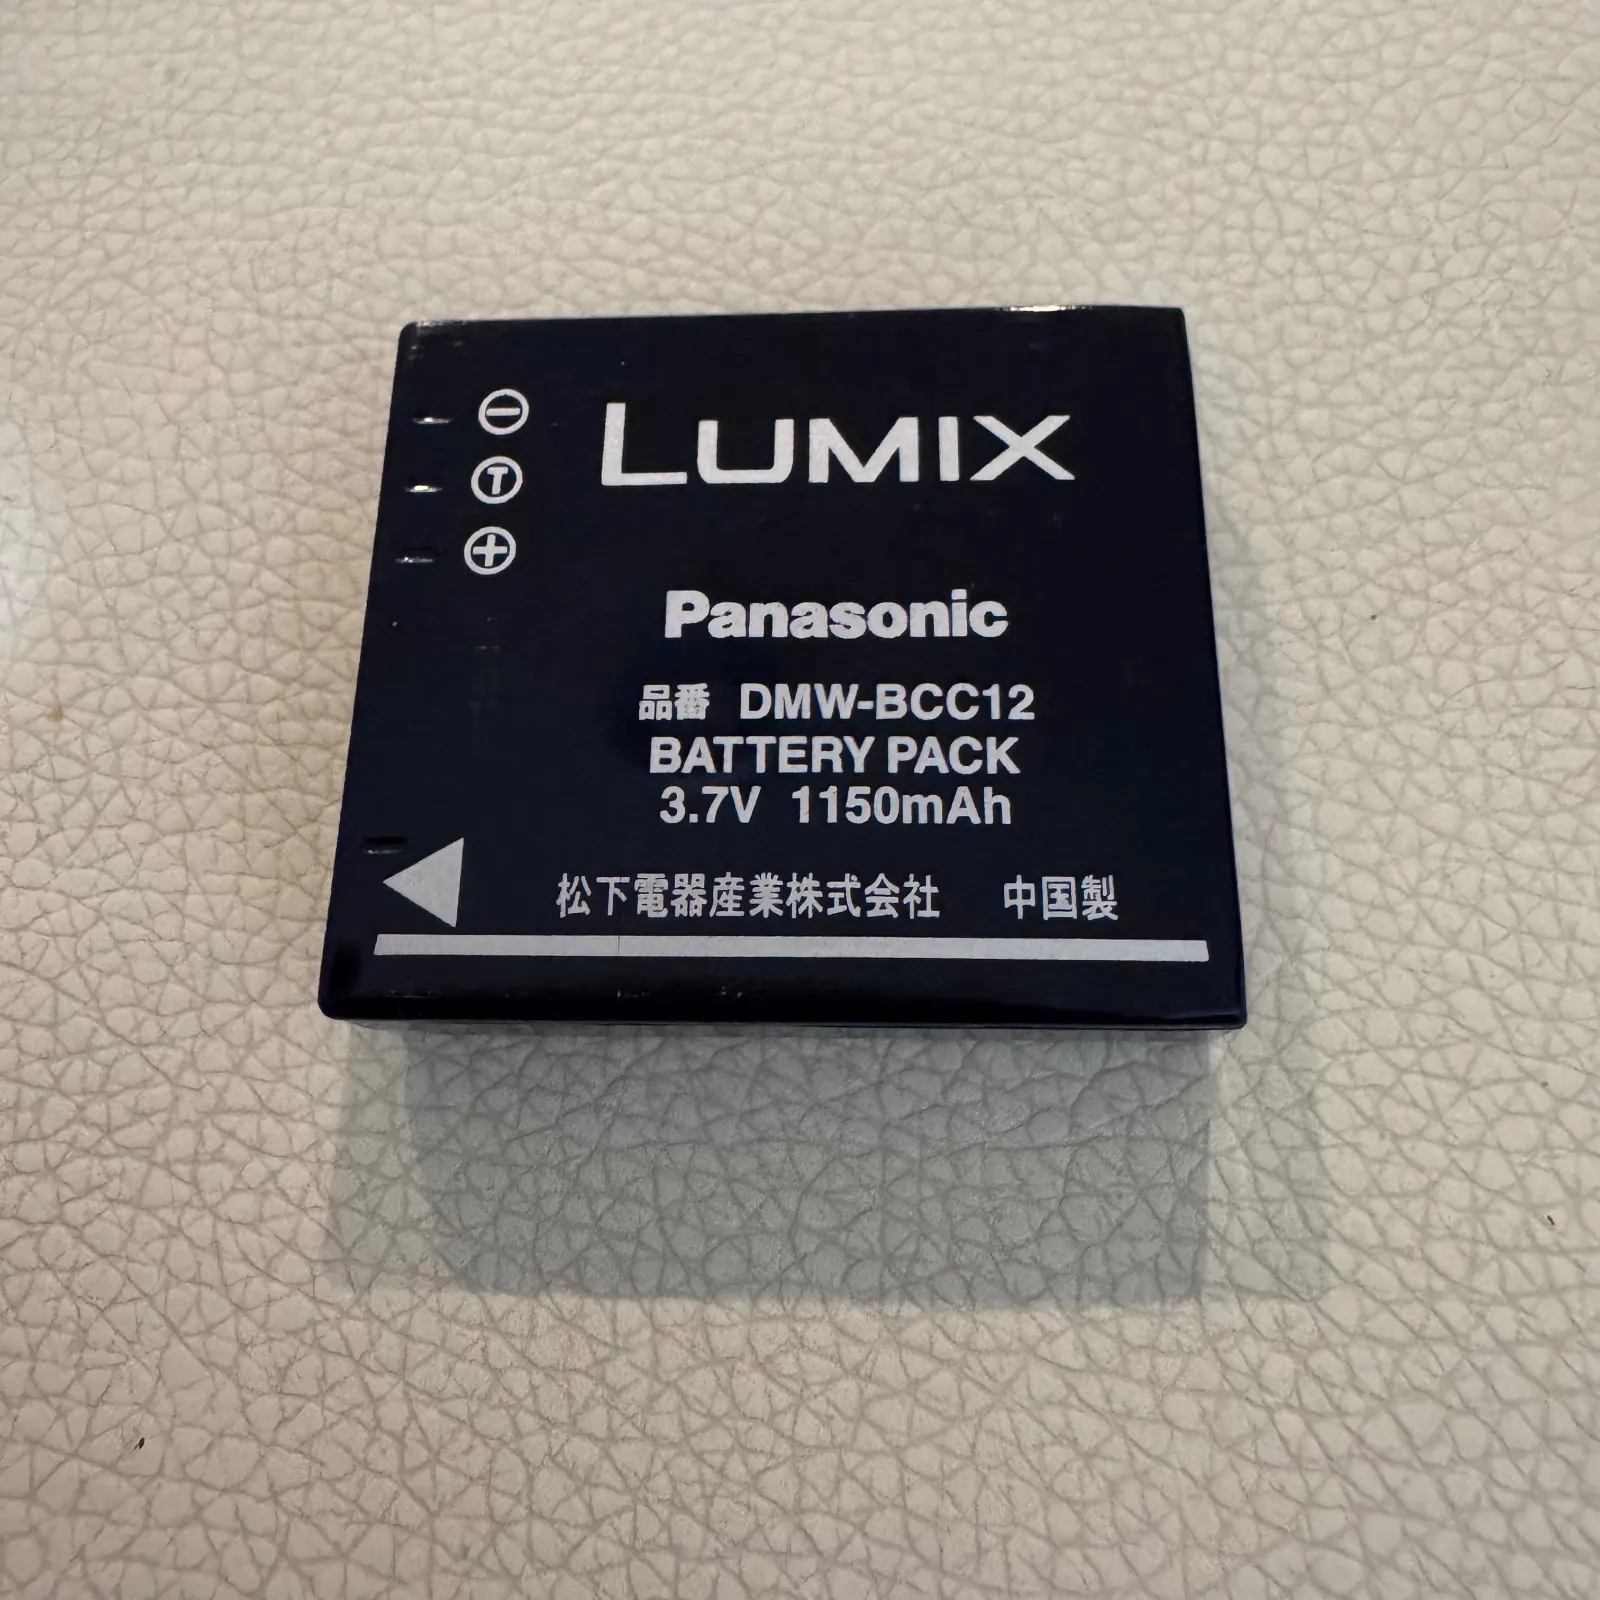 LUMIX
T
Panasonic
品番 DMW-BCC12
BATTERY PACK
3.7V 1150mAh
松下電器産業株式会社 中国製